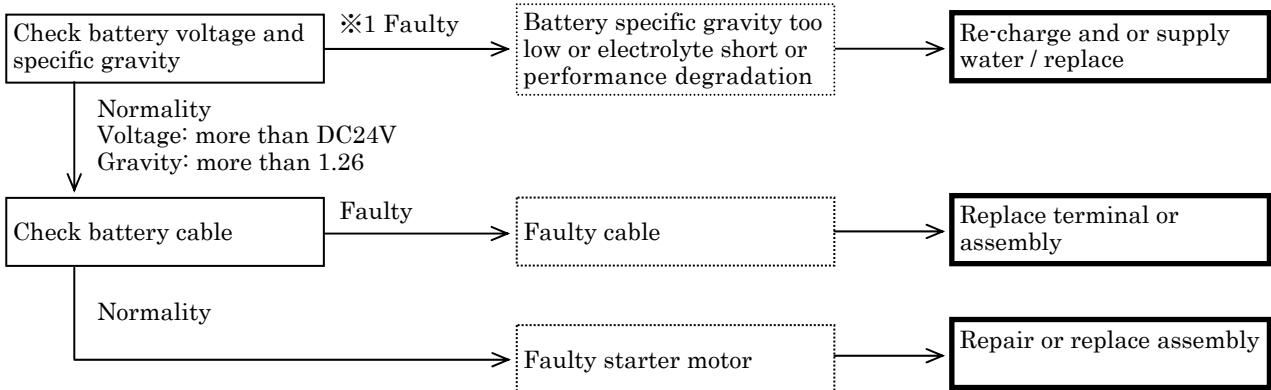 Check battery voltage and
specific gravity
※1 Faulty
Battery specific gravity too
low or electrolyte short or
performance degradation
Re-charge and or supply
water / replace
Normality
Voltage: more than DC24V
Gravity: more than 1.26
Check battery cable
Faulty
Faulty cable
Replace terminal or
assembly
Normality
Faulty starter motor
Repair or replace assembly